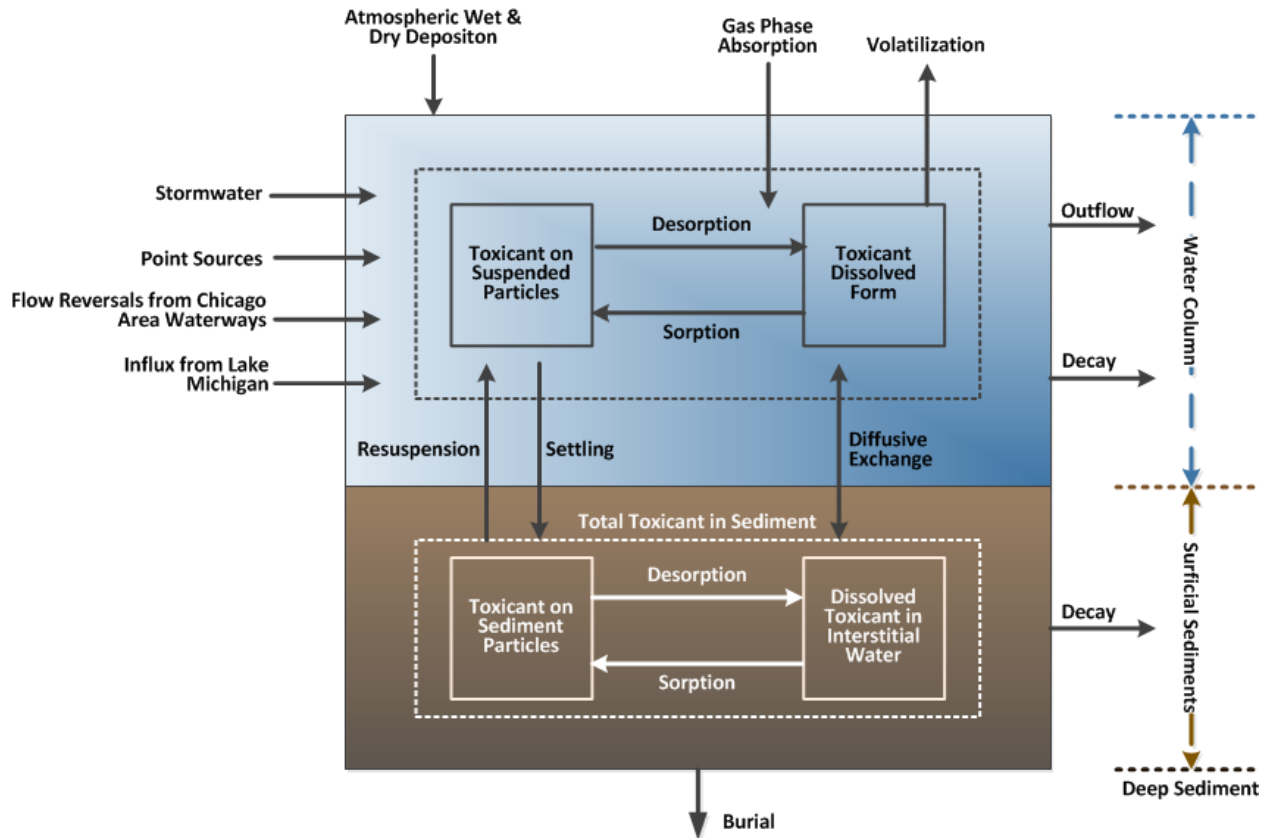 Atmospheric Wet &
Dry Depositon
Gas Phase
Absorption
Volatilization
Stormwater
Point Sources
Flow Reversals from Chicago
Area Waterways
Influx from Lake
Michigan
Toxicant on
Suspended
Particles
Desorption
Sorption
Toxicant
Dissolved
Form
Outflow
Decay
Water Column
Resuspension
Settling
Diffusive
Exchange
Total Toxicant in Sediment
Toxicant on
Sediment
Particles
Desorption
Sorption
Dissolved
Toxicant in
Interstitial
Water
Decay
Surficial Sediments
Deep Sediment
Burial